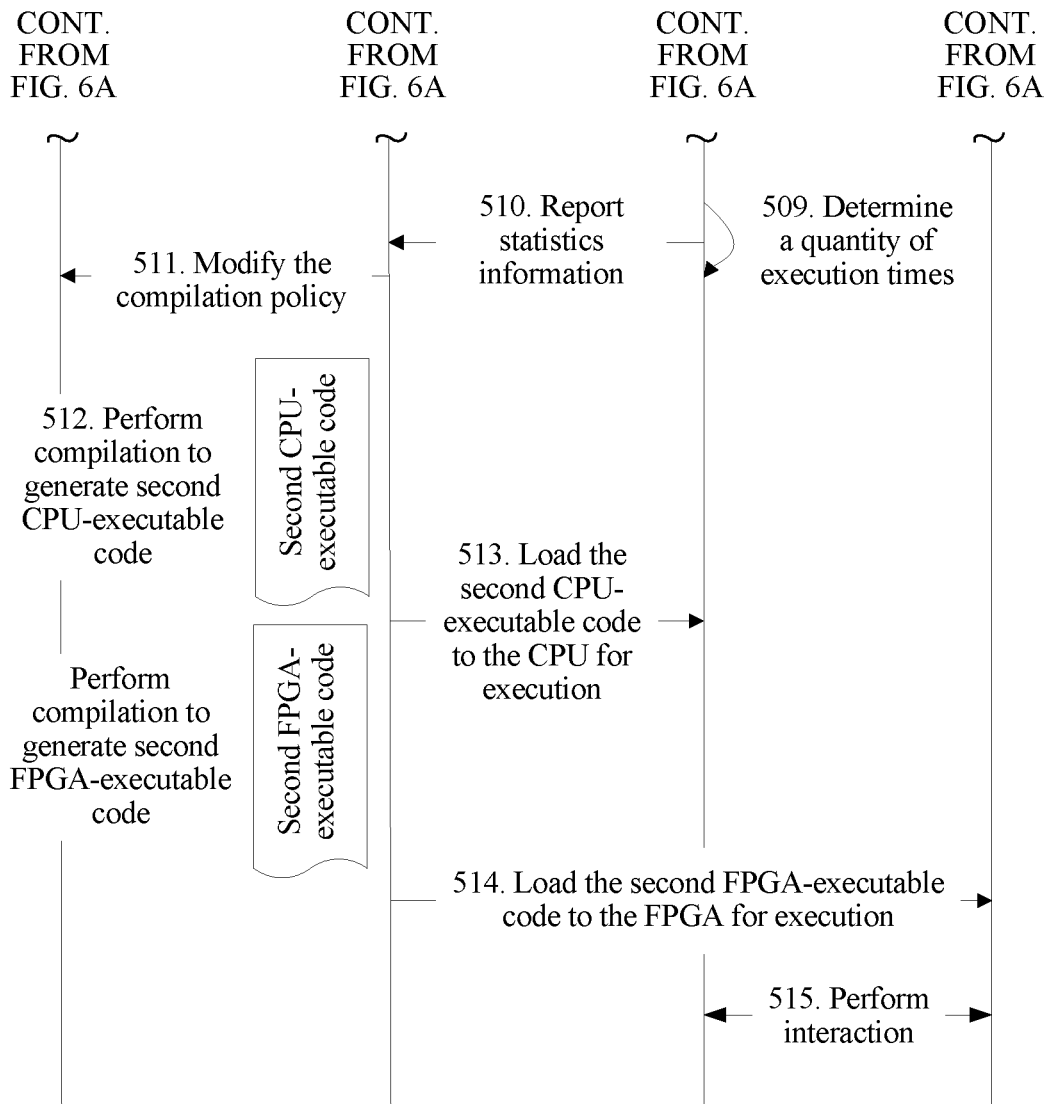 CONT.
FROM
FIG. 6A
CONT.
FROM
FIG. 6A
CONT.
FROM
FIG. 6A
CONT.
FROM
FIG. 6A
509. Determine
a quantity of
execution times
510. Report
statistics
information
511. Modify the
compilation policy
512. Perform
compilation to
generate second
CPU-executable
code
Second CPU-
executable code
Perform
compilation to
generate second
FPGA-executable
code
Second FPGA-
executable code
513. Load the
second CPU-
executable code
to the CPU for
execution
514. Load the second FPGA-executable
code to the FPGA for execution
515. Perform
interaction